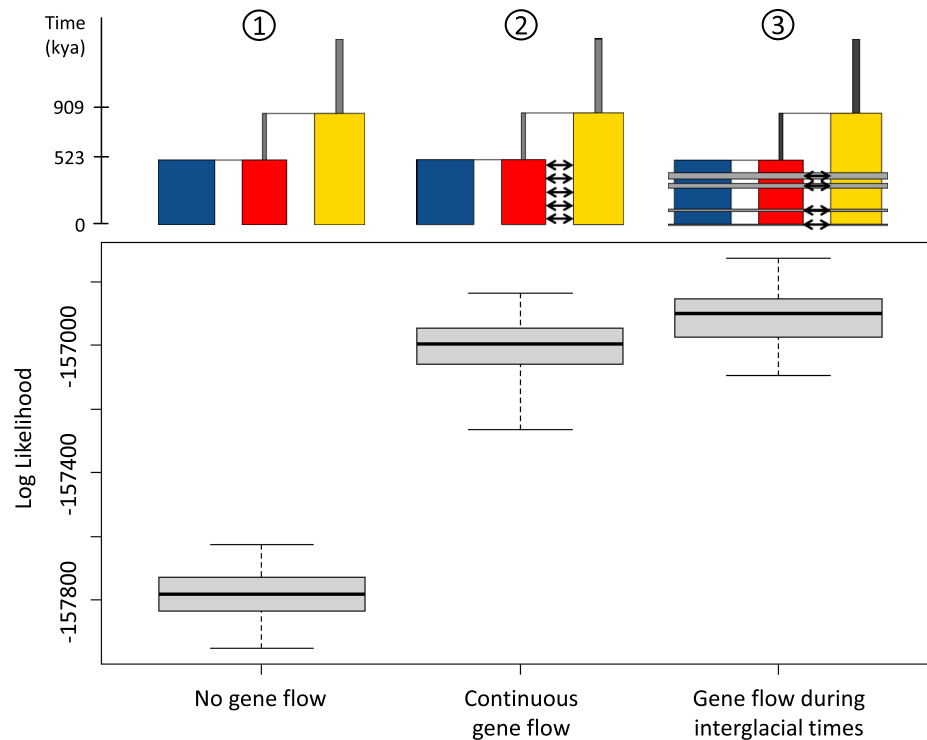 Time
(kya)
1
2
3
909
523
0
Log Likelihood
-157000
-157400
-157800
No gene flow
Continuous
gene flow
Gene flow during
interglacial times